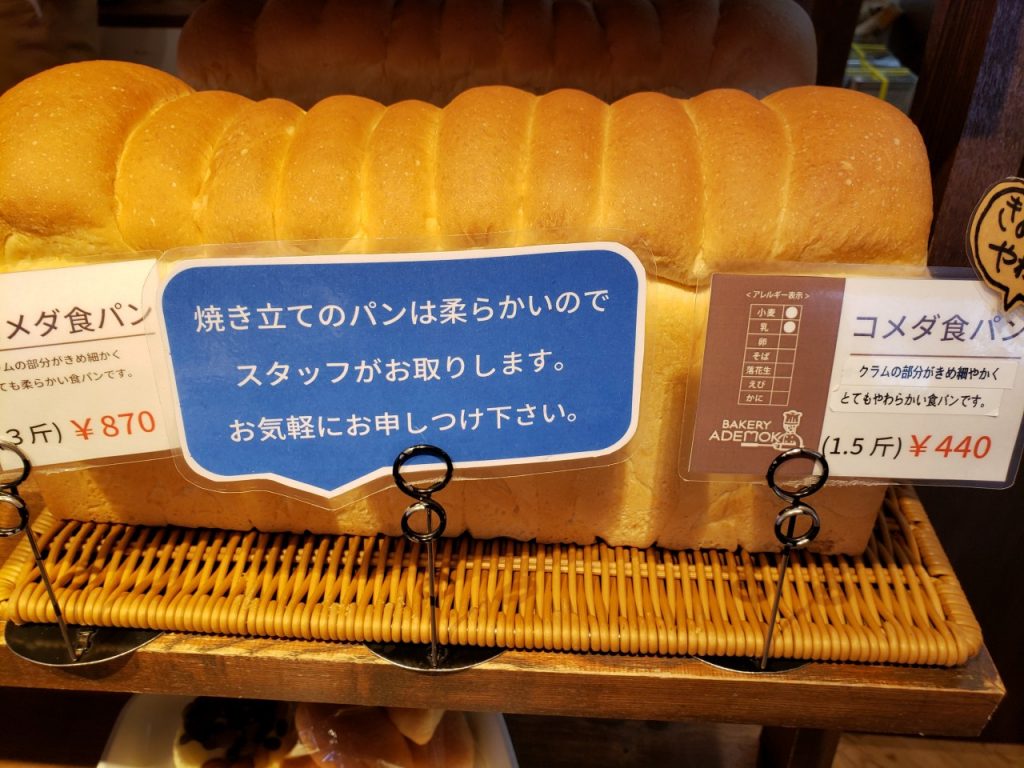 メダ食パン
ラムの部分がきめ細かく
ても柔らかい食パンです。
3 斤) ¥870
焼き立てのパンは柔らかいので
スタッフがお取りします。
お気軽にお申しつけ下さい。
<アレルギー表示>
小麦
乳
卵
そば
落花生
えび
かに
BAKERY
ADEMOK
コメダ食パン
クラムの部分がきめ細やかく
とてもやわらかい食パンです。
(1.5 斤) ¥440
き
や